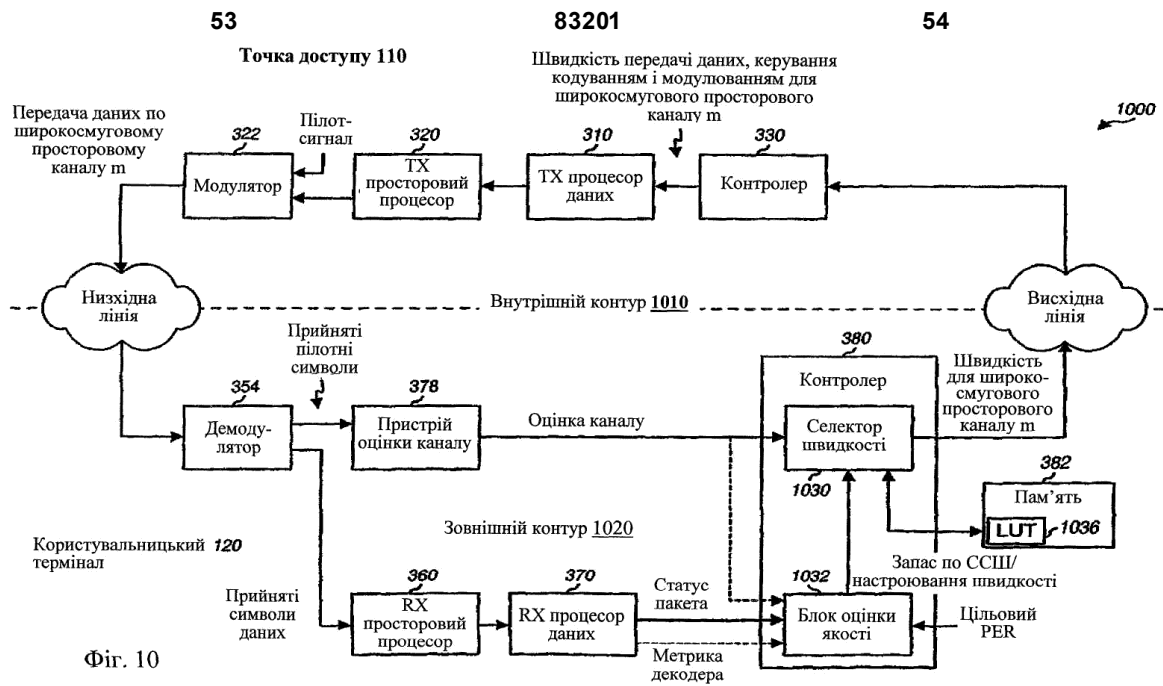 53
83201
54
Точка доступу 110
Швидкість передачі даних, керування
кодуванням і модулюванням для
широкосмугового просторового
каналу m
Передача даних по
широкосмуговому
просторовому
каналу m
Пілот-
сигнал
1000
322
Модулятор
320
TX
просторовий
процесор
310
TX процесор
даних
330
Контролер
Низхідна
лінія
Внутрішній контур 1010
Висхідна
лінія
Прийняті
пілотні
символи
354
Демоду-
лятор
378
Пристрій
оцінки каналу
Оцінка каналу
380
Контролер
Селектор
швидкості
1030
Швидкість
для широко-
смугового
просторового
каналу m
382
Пам’ять
LUT
1036
Зовнішній контур 1020
Користувальницький 120
термінал
Запас по ССШ/
настроювання швидкості
Прийняті
символи
даних
360
RX
просторовий
процесор
370
RX процесор
даних
Статус
пакета
Метрика
декодера
1032
Блок оцінки
якості
Цільовий
PER
Фіг. 10